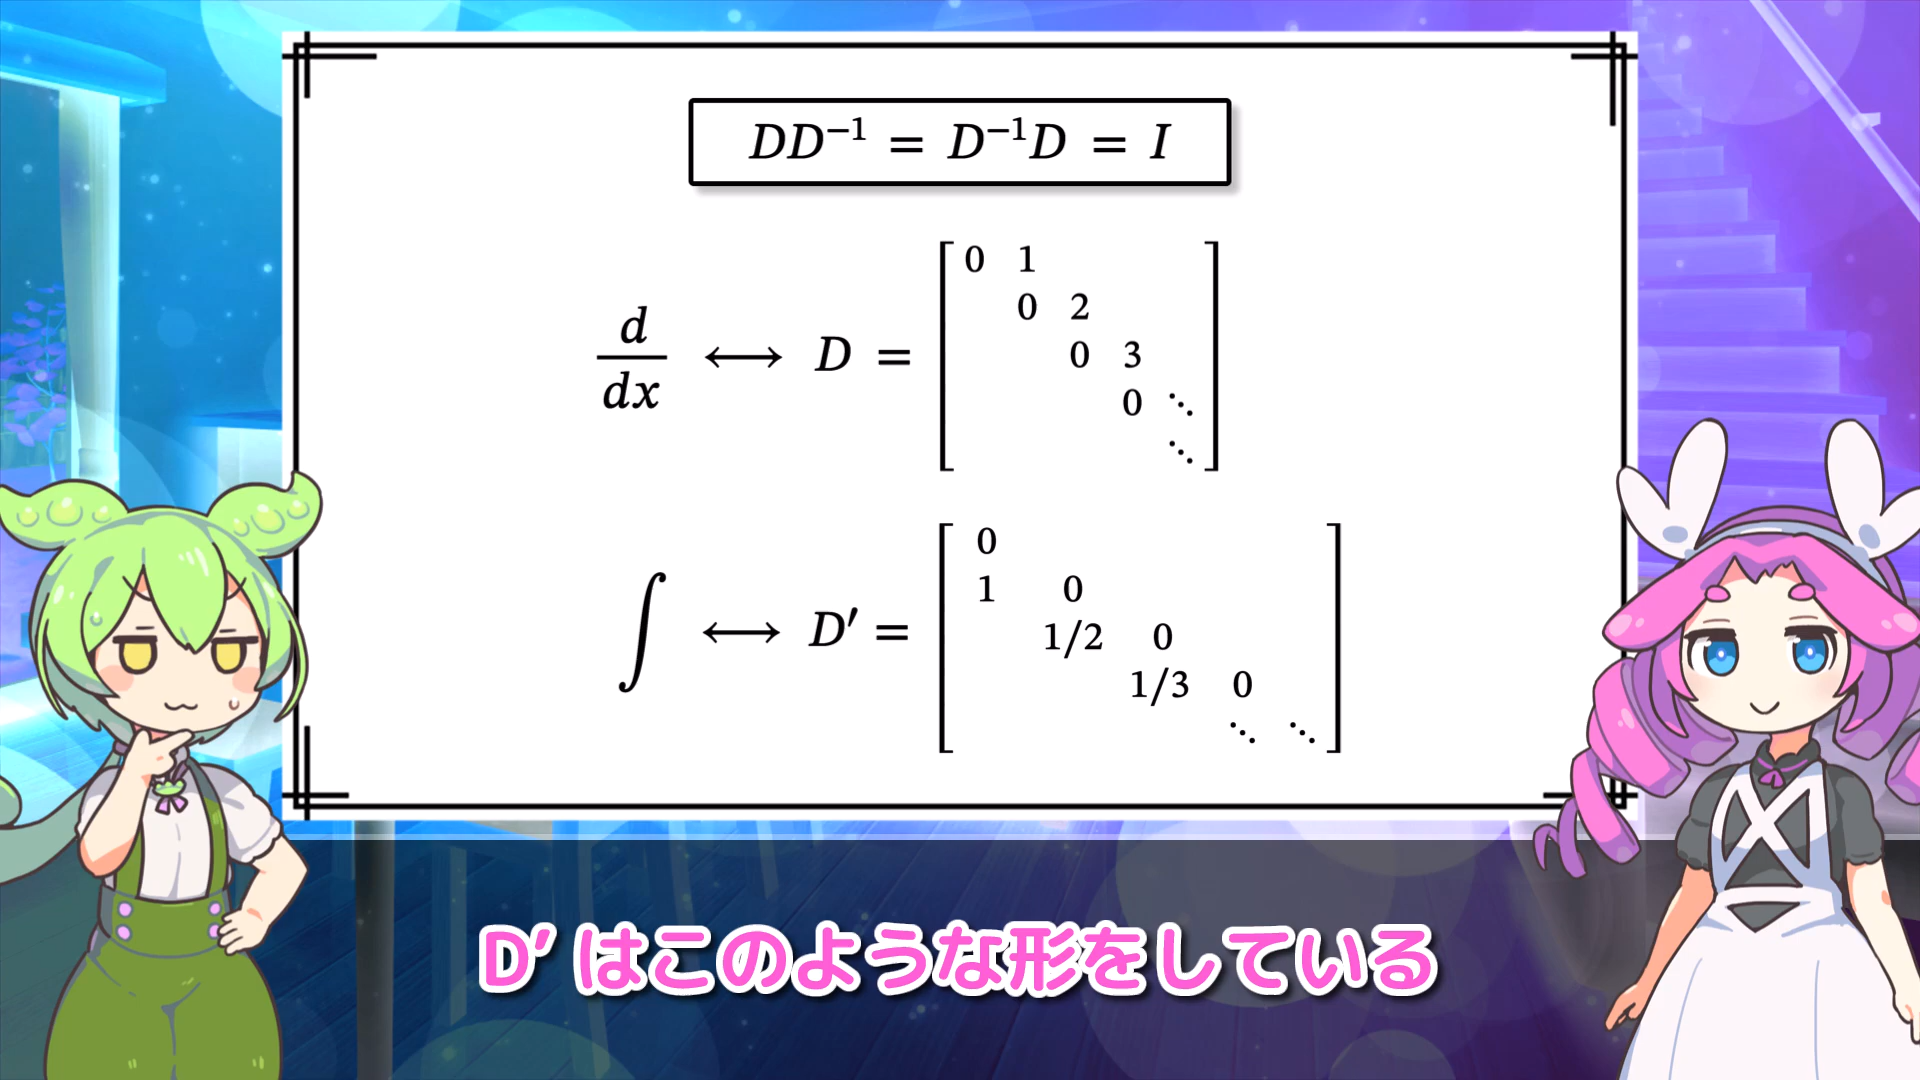 DD⁻¹ = D⁻¹D = I
d/dx ⟷ D =
0 1
0 2
0 3
0 ⋱
⋱
∫ ⟷ D′ =
0
1 0
1/2 0
1/3 0
⋱ ⋱
D′はこのような形をしている